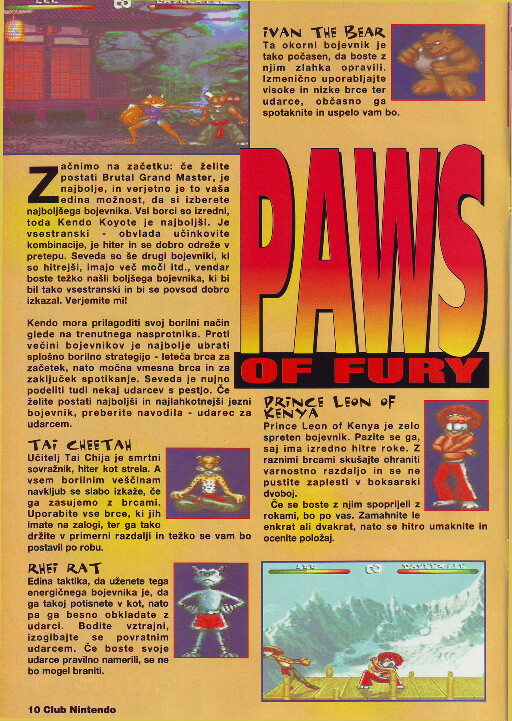 IVAN THE BEAR
Ta okorni bojevnik je
tako počasen, da boste z
njim zlahka opravili.
Izmenično uporabljajte
visoke in nizke brce ter
udarce, občasno ga
spotaknite in uspelo vam bo.
PAWS
OF FURY
Začnimo na začetku: če želite
postati Brutal Grand Master, je
najbolje, in verjetno je to vaša
edina možnost, da si izberete
najboljšega bojevnika. Vsi borci so izredni,
toda Kendo Koyote je najboljši. Je
vsestranski - obvlada učinkovite
kombinacije, je hiter in se dobro odreže v
pretepu. Seveda so še drugi bojevniki, ki
so hitrejši, imajo več moči itd., vendar
boste težko našli boljšega bojevnika, ki bi
bil tako vsestranski in bi se povsod dobro
izkazal. Verjemite mi!
Kendo mora prilagoditi svoj borilni način
glede na trenutnega nasprotnika. Proti
večini bojevnikov je najbolje ubrati
splošno borilno strategijo - leteča brca za
začetek, nato močna vmesna brca in za
zaključek spotikanje. Seveda je nujno
podeliti tudi nekaj udarcev s pestjo. Če
želite postati najboljši in najlahkotnejši jezni
bojevnik, preberite navodila - udarec za
udarcem.
TAI CHEETAH
Učitelj Tai Chija je smrtni
sovražnik, hiter kot strela. A
vsem borilnim veščinam
navkljub se slabo izkaže, če
ga zasujemo z brcami.
Uporabite vse brce, ki jih
imate na zalogi, ter ga tako
držite v primerni razdalji in težko se vam bo
postavil po robu.
RHEI RAT
Edina taktika, da uženete tega
energičnega bojevnika je, da
ga takoj potisnete v kot, nato
pa ga besno obkladate z
udarci. Bodite vztrajni,
izogibajte se povratnim
udarcem. Če boste svoje
udarce pravilno namerili, se ne
bo mogel braniti.
PRINCE LEON OF
KENYA
Prince Leon of Kenya je zelo
spreten bojevnik. Pazite se ga,
saj ima izredno hitre roke. Z
raznimi brcami skušajte ohraniti
varnostno razdaljo in se ne
pustite zaplesti v boksarski
dvoboj.
Če se boste z njim spoprijeli z
rokami, bo po vas. Zamahnite le
enkrat ali dvakrat, nato se hitro umaknite in
ocenite položaj.
10 Club Nintendo